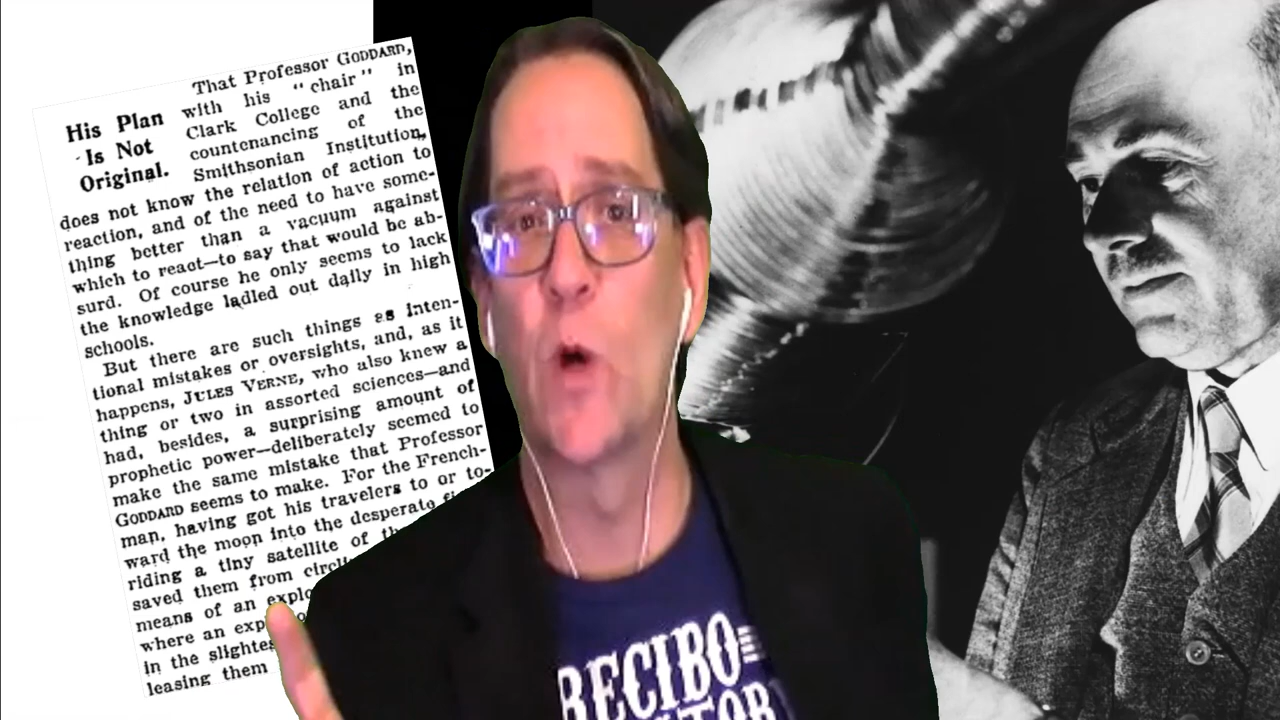 That Professor GODDARD,
with his "chair" in
Clark College and the
countenancing of the
Smithsonian Institution,
His Plan
Is Not
Original.
does not know the relation of action to
reaction, and of the need to have some-
thing better than a vacuum against
which to react—to say that would be ab-
surd. Of course he only seems to lack
the knowledge ladled out daily in high
schools.
But there are such things as inten-
tional mistakes or oversights, and, as it
happens, JULES VERNE, who also knew a
thing or two in assorted sciences—and
had, besides, a surprising amount of
prophetic power—deliberately seemed to
make the same mistake that Professor
GODDARD seems to make. For the French-
man, having got his travelers to or to-
ward the moon into the desperate
riding a tiny satellite of
saved them from
means of an
where an
in the
leasing them
RECIBO